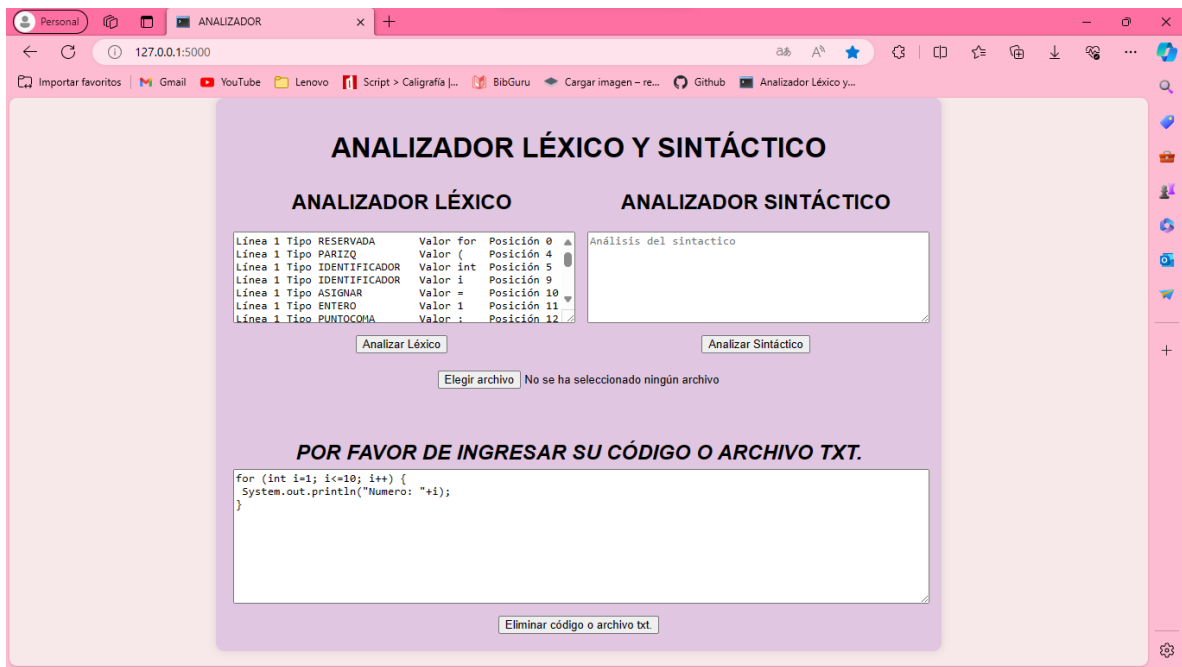 Personal
ANALIZADOR
127.0.0.1:5000
Importar favoritos
Gmail
YouTube
Lenovo
Script > Caligrafía |...
BibGuru
Cargar imagen – re...
Github
Analizador Léxico y...
ANALIZADOR LÉXICO Y SINTÁCTICO
ANALIZADOR LÉXICO
Línea 1 Tipo RESERVADA Valor for Posición 0
Línea 1 Tipo PARIZQ Valor ( Posición 4
Línea 1 Tipo IDENTIFICADOR Valor int Posición 5
Línea 1 Tipo IDENTIFICADOR Valor i Posición 9
Línea 1 Tipo ASIGNAR Valor = Posición 10
Línea 1 Tipo ENTERO Valor 1 Posición 11
Línea 1 Tipo PUNTOCOMA Valor ; Posición 12
Analizar Léxico
ANALIZADOR SINTÁCTICO
Análisis del sintactico
Analizar Sintáctico
Elegir archivo No se ha seleccionado ningún archivo
POR FAVOR DE INGRESAR SU CÓDIGO O ARCHIVO TXT.
for (int i=1; i<=10; i++) {
System.out.println("Numero: "+i);
}
Eliminar código o archivo txt.